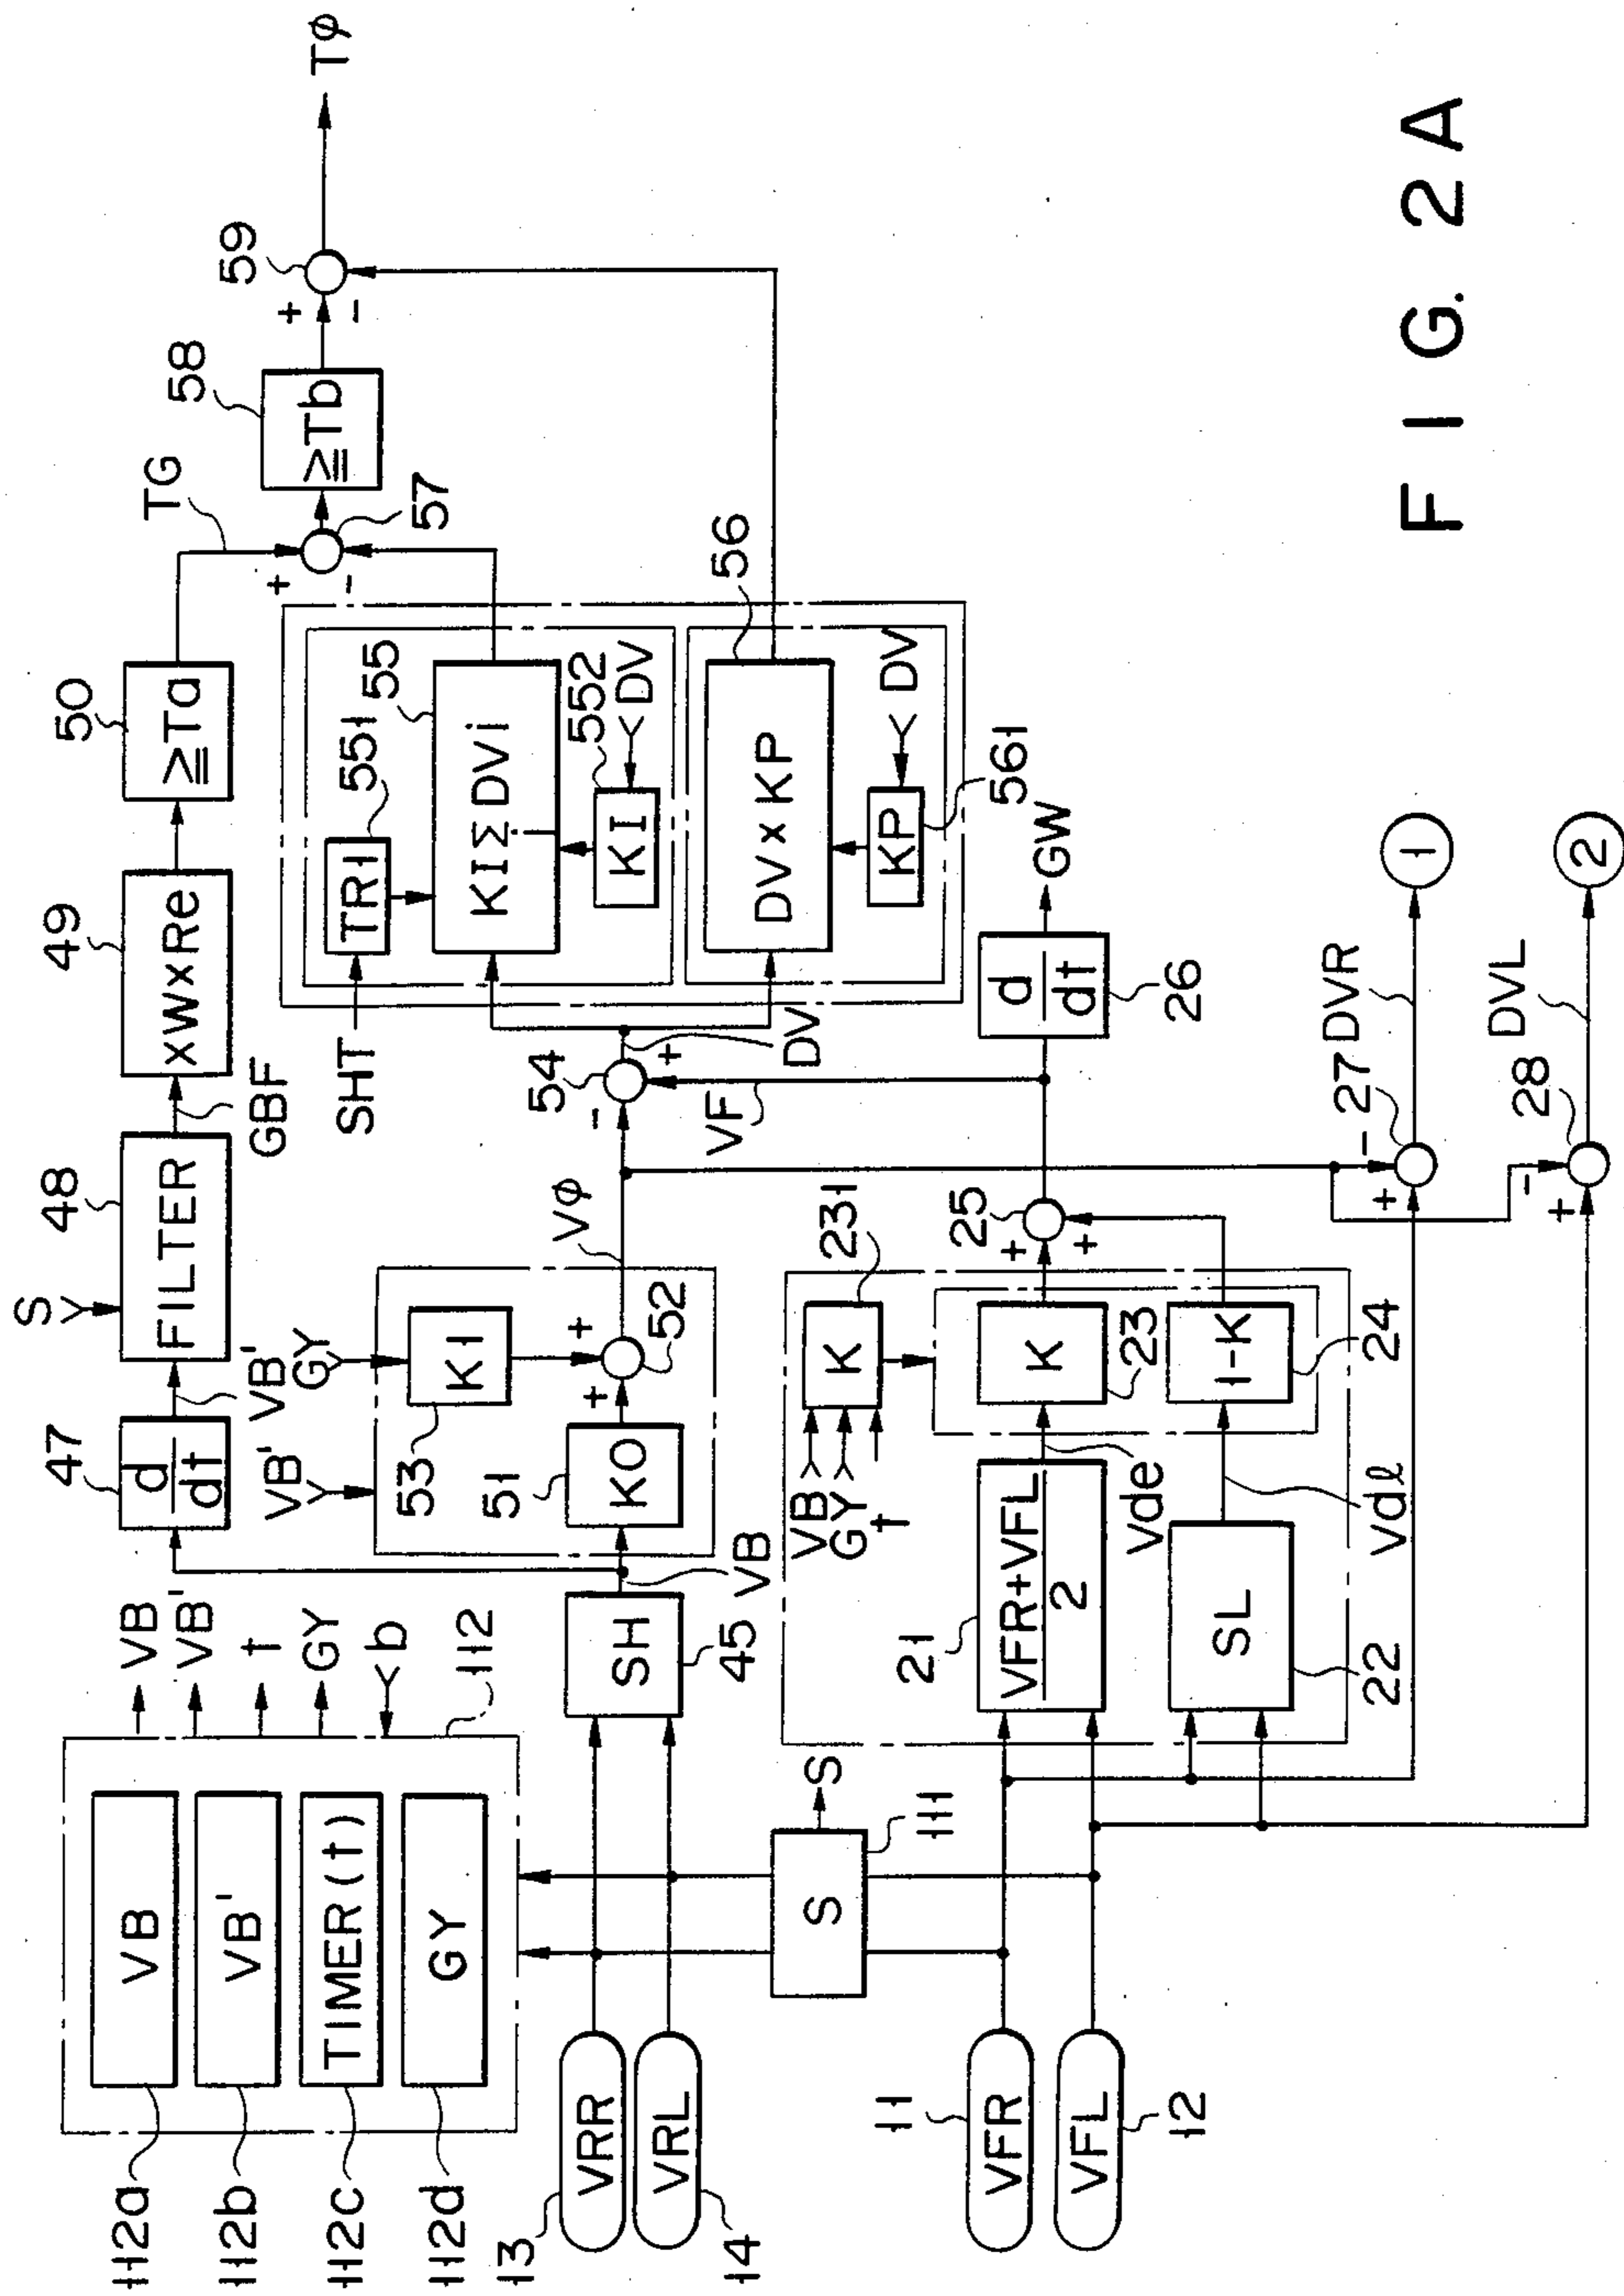 112a
VB
112b
VB'
112c
TIMER(t)
112d
GY
VB
VB'
t
GY
b
112
47
d
dt
VB'
S
48
FILTER
GBF
49
xWxRe
50
≧Ta
TG
57
+
-
58
≧Tb
59
+
-
Tφ
13
VRR
14
VRL
SH
45
VB
VB'
GY
53
K1
51
KO
+
+
52
Vφ
54
-
+
DV
VF
SHT
TR1
551
55
KIΣDVi
i
552
KI
DV
56
DV×KP
KP
DV
561
S
S
111
11
VFR
VFL
12
21
VFR+VFL
2
Vde
SL
22
Vdℓ
VB
GY
t
K
231
K
23
1-K
24
25
+
+
d
dt
26
GW
27
-
+
DVR
1
28
-
+
DVL
2
FIG. 2A